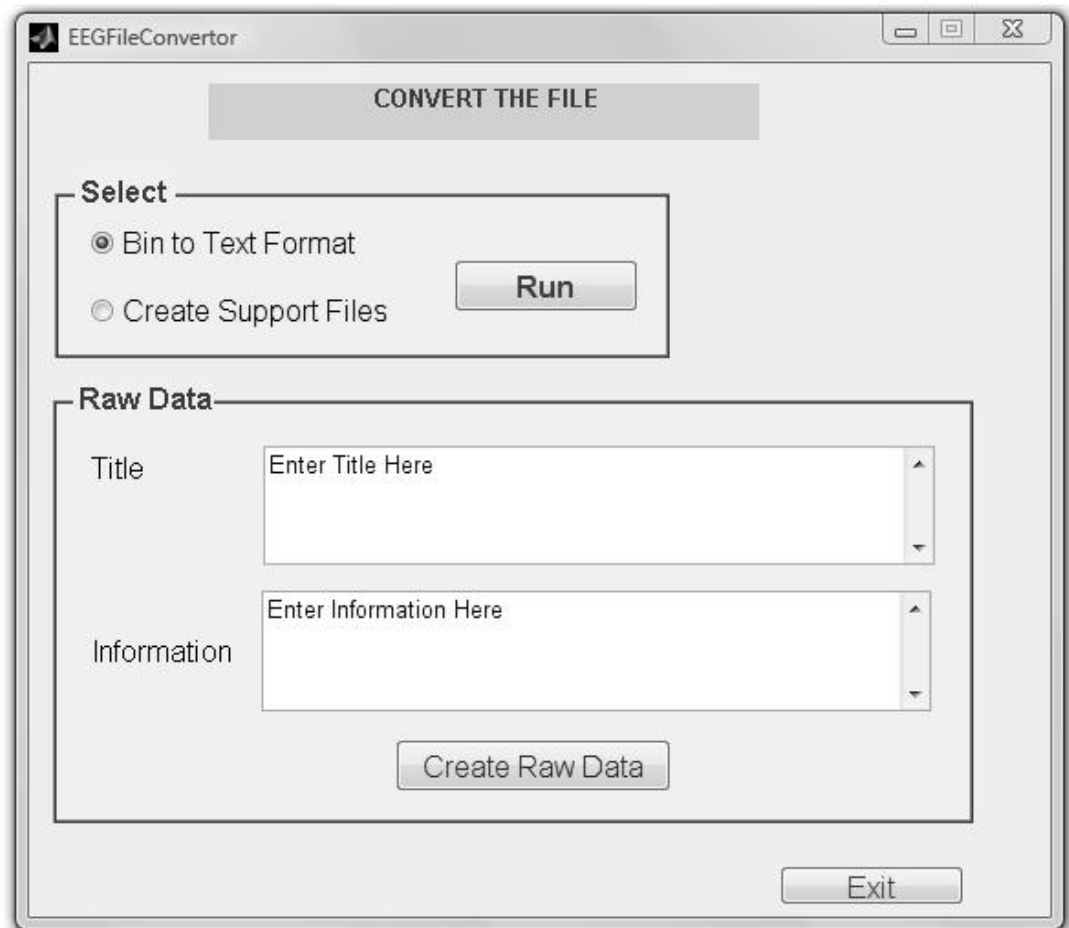 EEGFileConvertor
CONVERT THE FILE
Select
Bin to Text Format
Run
Create Support Files
Raw Data
Title
Enter Title Here
Enter Information Here
Information
Create Raw Data
Exit